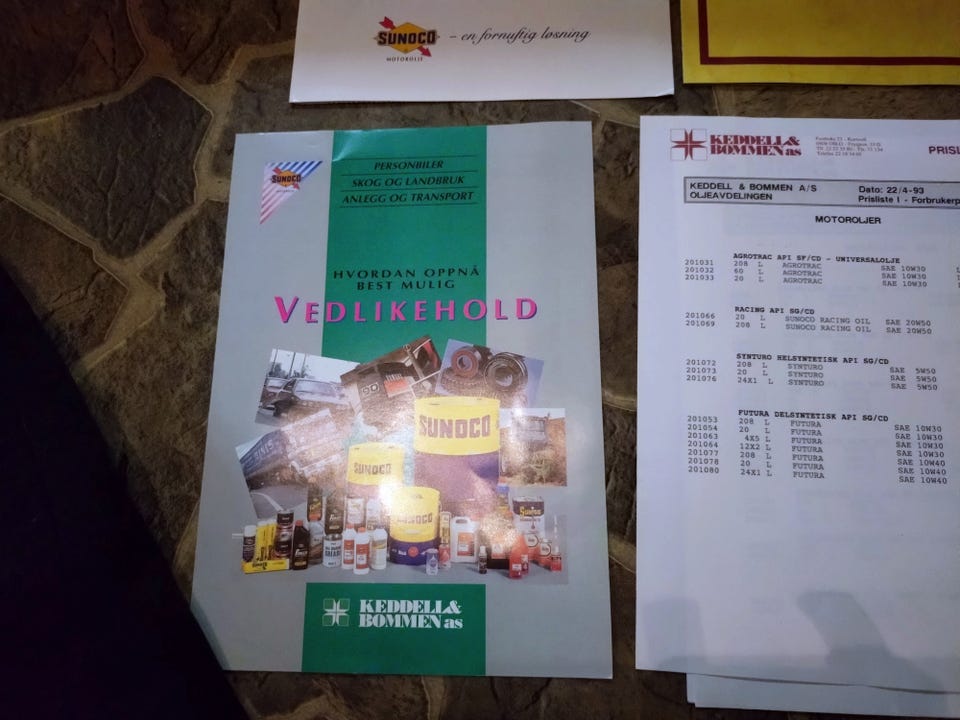 SUNOCO
MOTOROLJE
– en fornuftig løsning
SUNOCO
PERSONBILER
SKOG OG LANDBRUK
ANLEGG OG TRANSPORT
HVORDAN OPPNÅ
BEST MULIG
VEDLIKEHOLD
SUNOCO
SUNOCO
SUNOCO
SUNOCO
KEDDELL&
BOMMEN as
KEDDELL&
BOMMEN as
PRISL
KEDDELL & BOMMEN A/S Dato: 22/4-93
OLJEAVDELINGEN Prisliste I - Forbrukerp
MOTOROLJER
AGROTRAC API SF/CD - UNIVERSALOLJE
201031 208 L AGROTRAC SAE 10W30
201032 60 L AGROTRAC SAE 10W30
201033 20 L AGROTRAC SAE 10W30
RACING API SG/CD
201066 20 L SUNOCO RACING OIL SAE 20W50
201069 208 L SUNOCO RACING OIL SAE 20W50
SYNTURO HELSYNTETISK API SG/CD
201072 208 L SYNTURO SAE 5W50
201073 20 L SYNTURO SAE 5W50
201076 24X1 L SYNTURO SAE 5W50
FUTURA DELSYNTETISK API SG/CD
201053 208 L FUTURA SAE 10W30
201054 20 L FUTURA SAE 10W30
201063 4X5 L FUTURA SAE 10W30
201064 12X2 L FUTURA SAE 10W30
201077 208 L FUTURA SAE 10W40
201078 20 L FUTURA SAE 10W40
201080 24X1 L FUTURA SAE 10W40